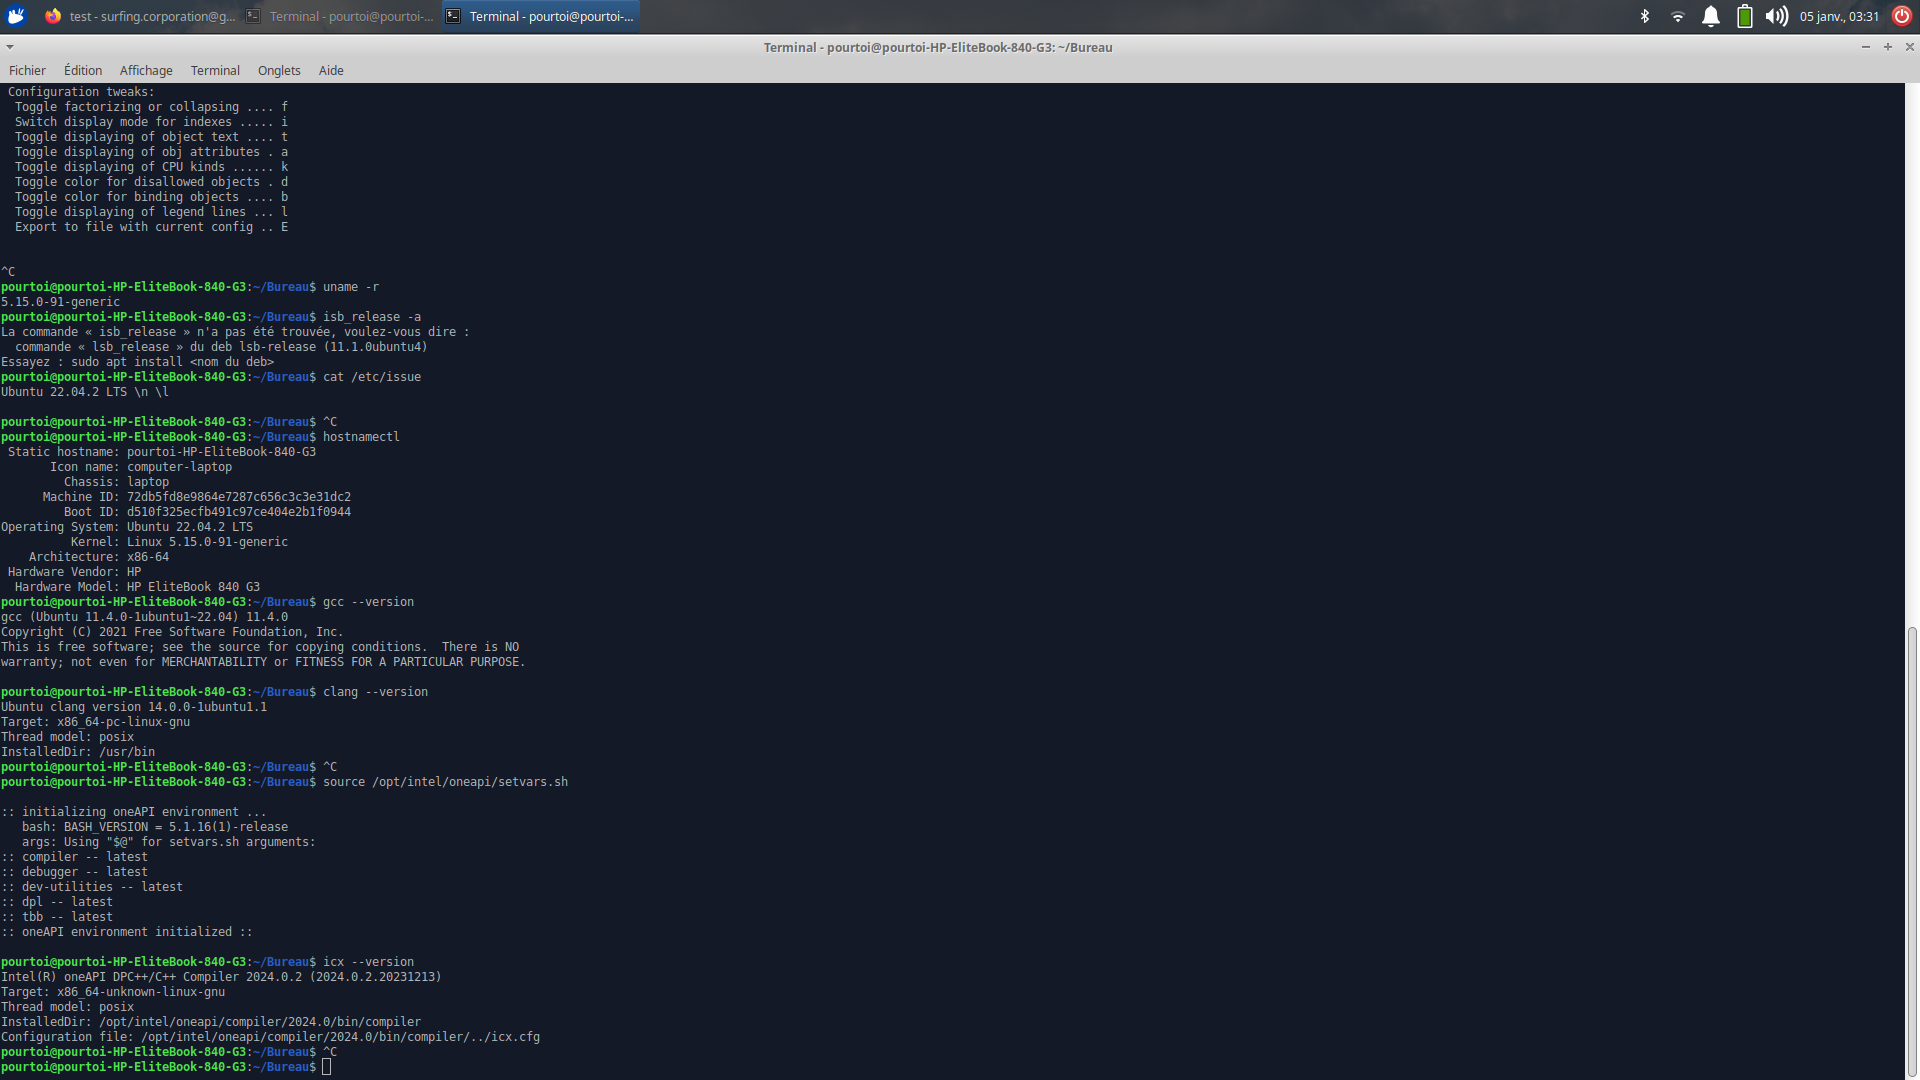 test - surfing.corporation@g...
Terminal - pourtoi@pourtoi-...
Terminal - pourtoi@pourtoi-...
05 janv., 03:31
Terminal - pourtoi@pourtoi-HP-EliteBook-840-G3: ~/Bureau
Fichier Édition Affichage Terminal Onglets Aide
Configuration tweaks:
Toggle factorizing or collapsing .... f
Switch display mode for indexes ..... i
Toggle displaying of object text .... t
Toggle displaying of obj attributes . a
Toggle displaying of CPU kinds ...... k
Toggle color for disallowed objects . d
Toggle color for binding objects .... b
Toggle displaying of legend lines ... l
Export to file with current config .. E
^C
pourtoi@pourtoi-HP-EliteBook-840-G3:~/Bureau$ uname -r
5.15.0-91-generic
pourtoi@pourtoi-HP-EliteBook-840-G3:~/Bureau$ isb_release -a
La commande « isb_release » n'a pas été trouvée, voulez-vous dire :
commande « lsb_release » du deb lsb-release (11.1.0ubuntu4)
Essayez : sudo apt install <nom du deb>
pourtoi@pourtoi-HP-EliteBook-840-G3:~/Bureau$ cat /etc/issue
Ubuntu 22.04.2 LTS \n \l
pourtoi@pourtoi-HP-EliteBook-840-G3:~/Bureau$ ^C
pourtoi@pourtoi-HP-EliteBook-840-G3:~/Bureau$ hostnamectl
Static hostname: pourtoi-HP-EliteBook-840-G3
Icon name: computer-laptop
Chassis: laptop
Machine ID: 72db5fd8e9864e7287c656c3c3e31dc2
Boot ID: d510f325ecfb491c97ce404e2b1f0944
Operating System: Ubuntu 22.04.2 LTS
Kernel: Linux 5.15.0-91-generic
Architecture: x86-64
Hardware Vendor: HP
Hardware Model: HP EliteBook 840 G3
pourtoi@pourtoi-HP-EliteBook-840-G3:~/Bureau$ gcc --version
gcc (Ubuntu 11.4.0-1ubuntu1~22.04) 11.4.0
Copyright (C) 2021 Free Software Foundation, Inc.
This is free software; see the source for copying conditions.  There is NO
warranty; not even for MERCHANTABILITY or FITNESS FOR A PARTICULAR PURPOSE.
pourtoi@pourtoi-HP-EliteBook-840-G3:~/Bureau$ clang --version
Ubuntu clang version 14.0.0-1ubuntu1.1
Target: x86_64-pc-linux-gnu
Thread model: posix
InstalledDir: /usr/bin
pourtoi@pourtoi-HP-EliteBook-840-G3:~/Bureau$ ^C
pourtoi@pourtoi-HP-EliteBook-840-G3:~/Bureau$ source /opt/intel/oneapi/setvars.sh
:: initializing oneAPI environment ...
bash: BASH_VERSION = 5.1.16(1)-release
args: Using "$@" for setvars.sh arguments:
:: compiler -- latest
:: debugger -- latest
:: dev-utilities -- latest
:: dpl -- latest
:: tbb -- latest
:: oneAPI environment initialized ::
pourtoi@pourtoi-HP-EliteBook-840-G3:~/Bureau$ icx --version
Intel(R) oneAPI DPC++/C++ Compiler 2024.0.2 (2024.0.2.20231213)
Target: x86_64-unknown-linux-gnu
Thread model: posix
InstalledDir: /opt/intel/oneapi/compiler/2024.0/bin/compiler
Configuration file: /opt/intel/oneapi/compiler/2024.0/bin/compiler/../icx.cfg
pourtoi@pourtoi-HP-EliteBook-840-G3:~/Bureau$ ^C
pourtoi@pourtoi-HP-EliteBook-840-G3:~/Bureau$